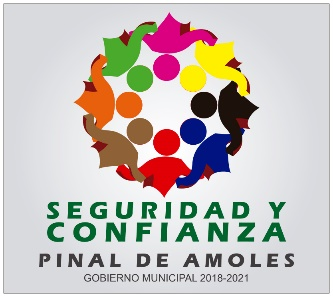 SEGURIDAD Y
CONFIANZA
PINAL DE AMOLES
GOBIERNO MUNICIPAL 2018-2021